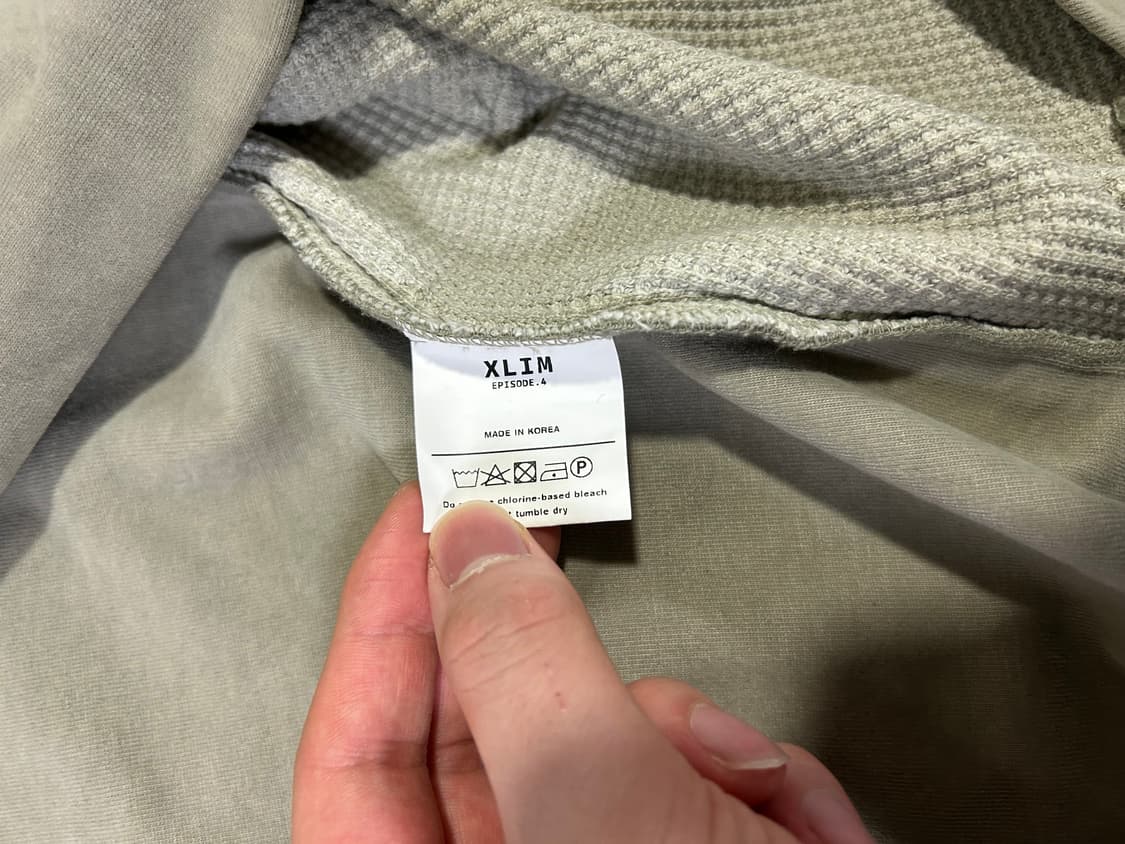 XLIM
EPISODE.4
MADE IN KOREA
P
Do chlorine-based bleach
tumble dry